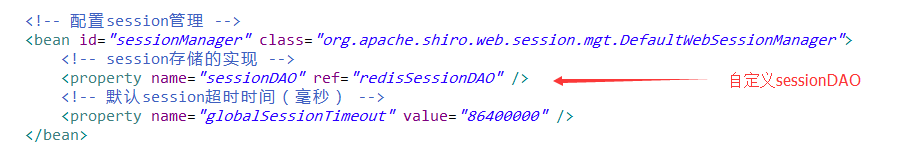 <!-- 配置session管理 -->
<bean id="sessionManager" class="org.apache.shiro.web.session.mgt.DefaultWebSessionManager">
<!-- session存储的实现 -->
<property name="sessionDAO" ref="redisSessionDAO" /> 自定义sessionDAO
<!-- 默认session超时时间（毫秒） -->
<property name="globalSessionTimeout" value="86400000" />
</bean>